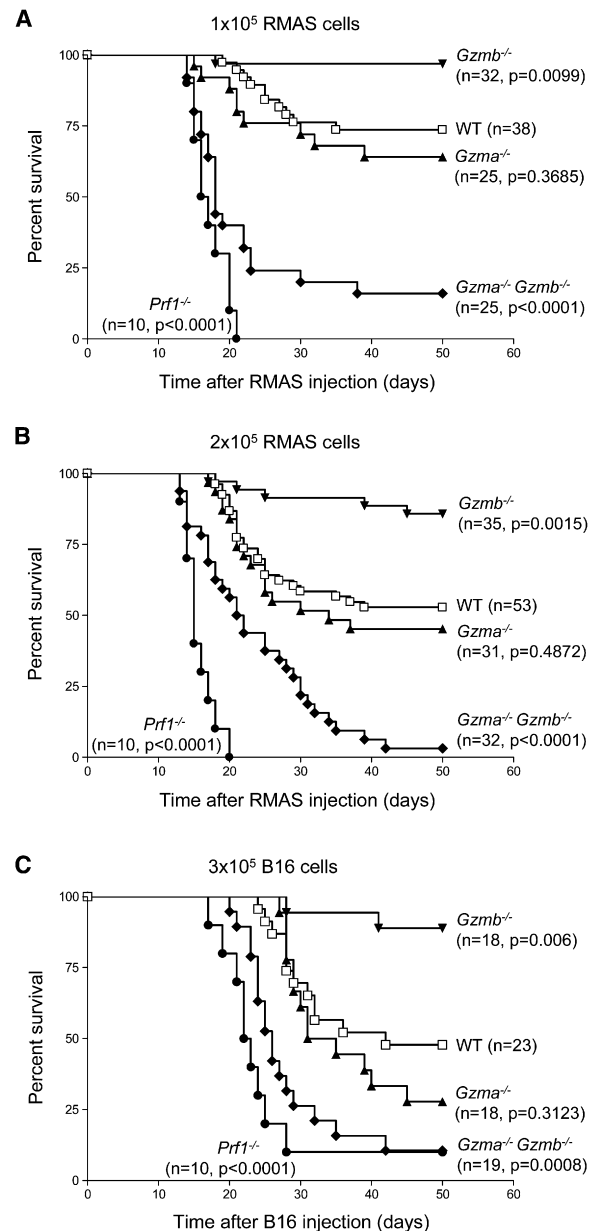 A
1x10⁵ RMAS cells
Percent survival
100
75
50
25
0
Gzmb-/-
(n=32, p=0.0099)
WT (n=38)
Gzma-/-
(n=25, p=0.3685)
Gzma-/- Gzmb-/-
(n=25, p<0.0001)
Prf1-/-
(n=10, p<0.0001)
0 10 20 30 40 50 60
Time after RMAS injection (days)
B
2x10⁵ RMAS cells
Percent survival
100
75
50
25
0
Gzmb-/-
(n=35, p=0.0015)
WT (n=53)
Gzma-/-
(n=31, p=0.4872)
Gzma-/- Gzmb-/-
(n=32, p<0.0001)
Prf1-/-
(n=10, p<0.0001)
0 10 20 30 40 50 60
Time after RMAS injection (days)
C
3x10⁵ B16 cells
Percent survival
100
75
50
25
0
Gzmb-/-
(n=18, p=0.006)
WT (n=23)
Gzma-/-
(n=18, p=0.3123)
Gzma-/- Gzmb-/-
(n=19, p=0.0008)
Prf1-/-
(n=10, p<0.0001)
0 10 20 30 40 50 60
Time after B16 injection (days)